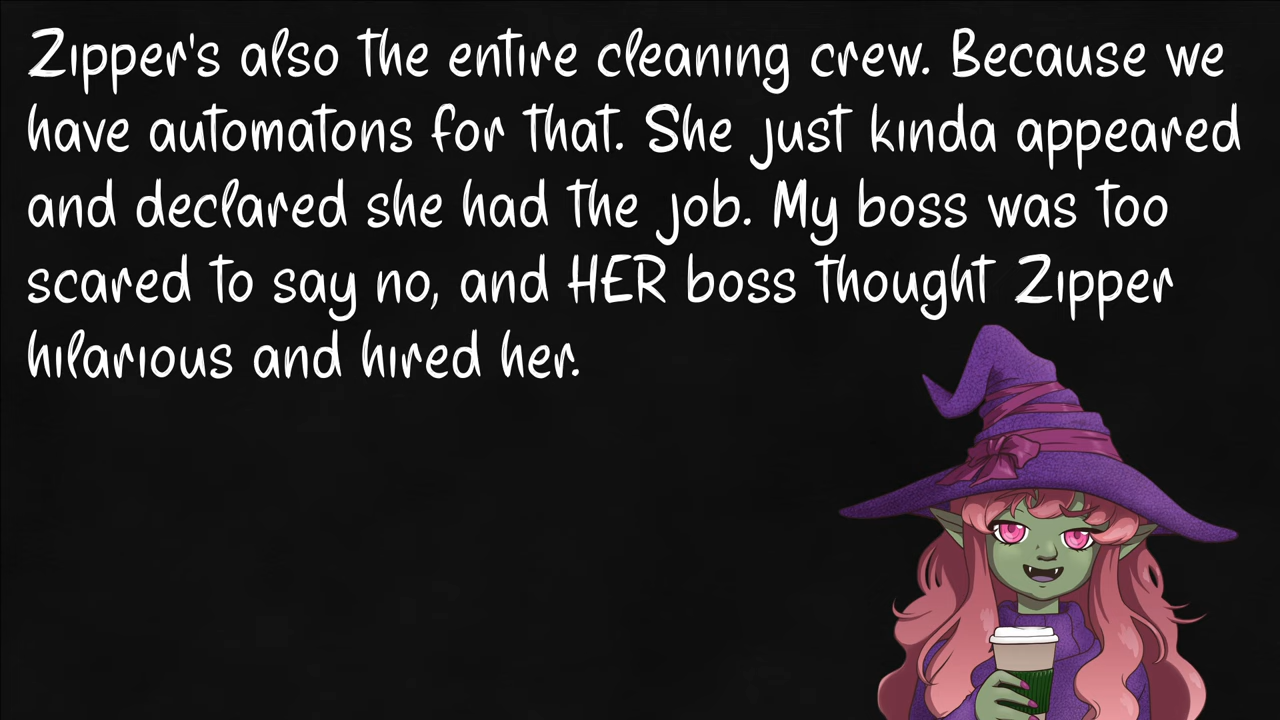 Zipper's also the entire cleaning crew. Because we
have automatons for that. She just kinda appeared
and declared she had the job. My boss was too
scared to say no, and HER boss thought Zipper
hilarious and hired her.